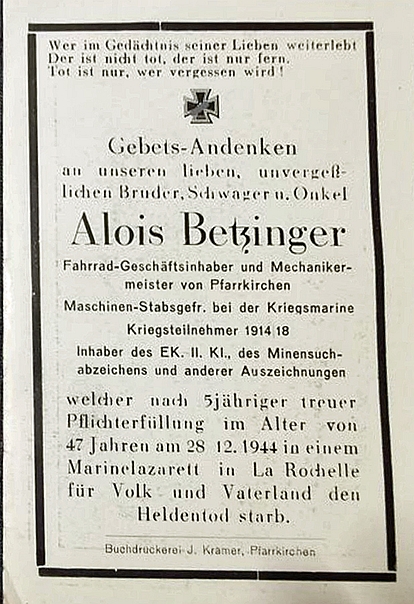 Wer im Gedächtnis seiner Lieben weiterlebt
Der ist nicht tot, der ist nur fern.
Tot ist nur, wer vergessen wird!
Gebets-Andenken
an unseren lieben, unvergeß-
lichen Bruder, Schwager u. Onkel
Alois Betzinger
Fahrrad-Geschäftsinhaber und Mechaniker-
meister von Pfarrkirchen
Maschinen-Stabsgefr. bei der Kriegsmarine
Kriegsteilnehmer 1914/18
Inhaber des EK. II. Kl., des Minensuch-
abzeichens und anderer Auszeichnungen
welcher nach 5jähriger treuer
Pflichterfüllung im Alter von
47 Jahren am 28 12. 1944 in einem
Marinelazarett in La Rochelle
für Volk und Vaterland den
Heldentod starb.
Buchdruckerei J. Kramer, Pfarrkirchen